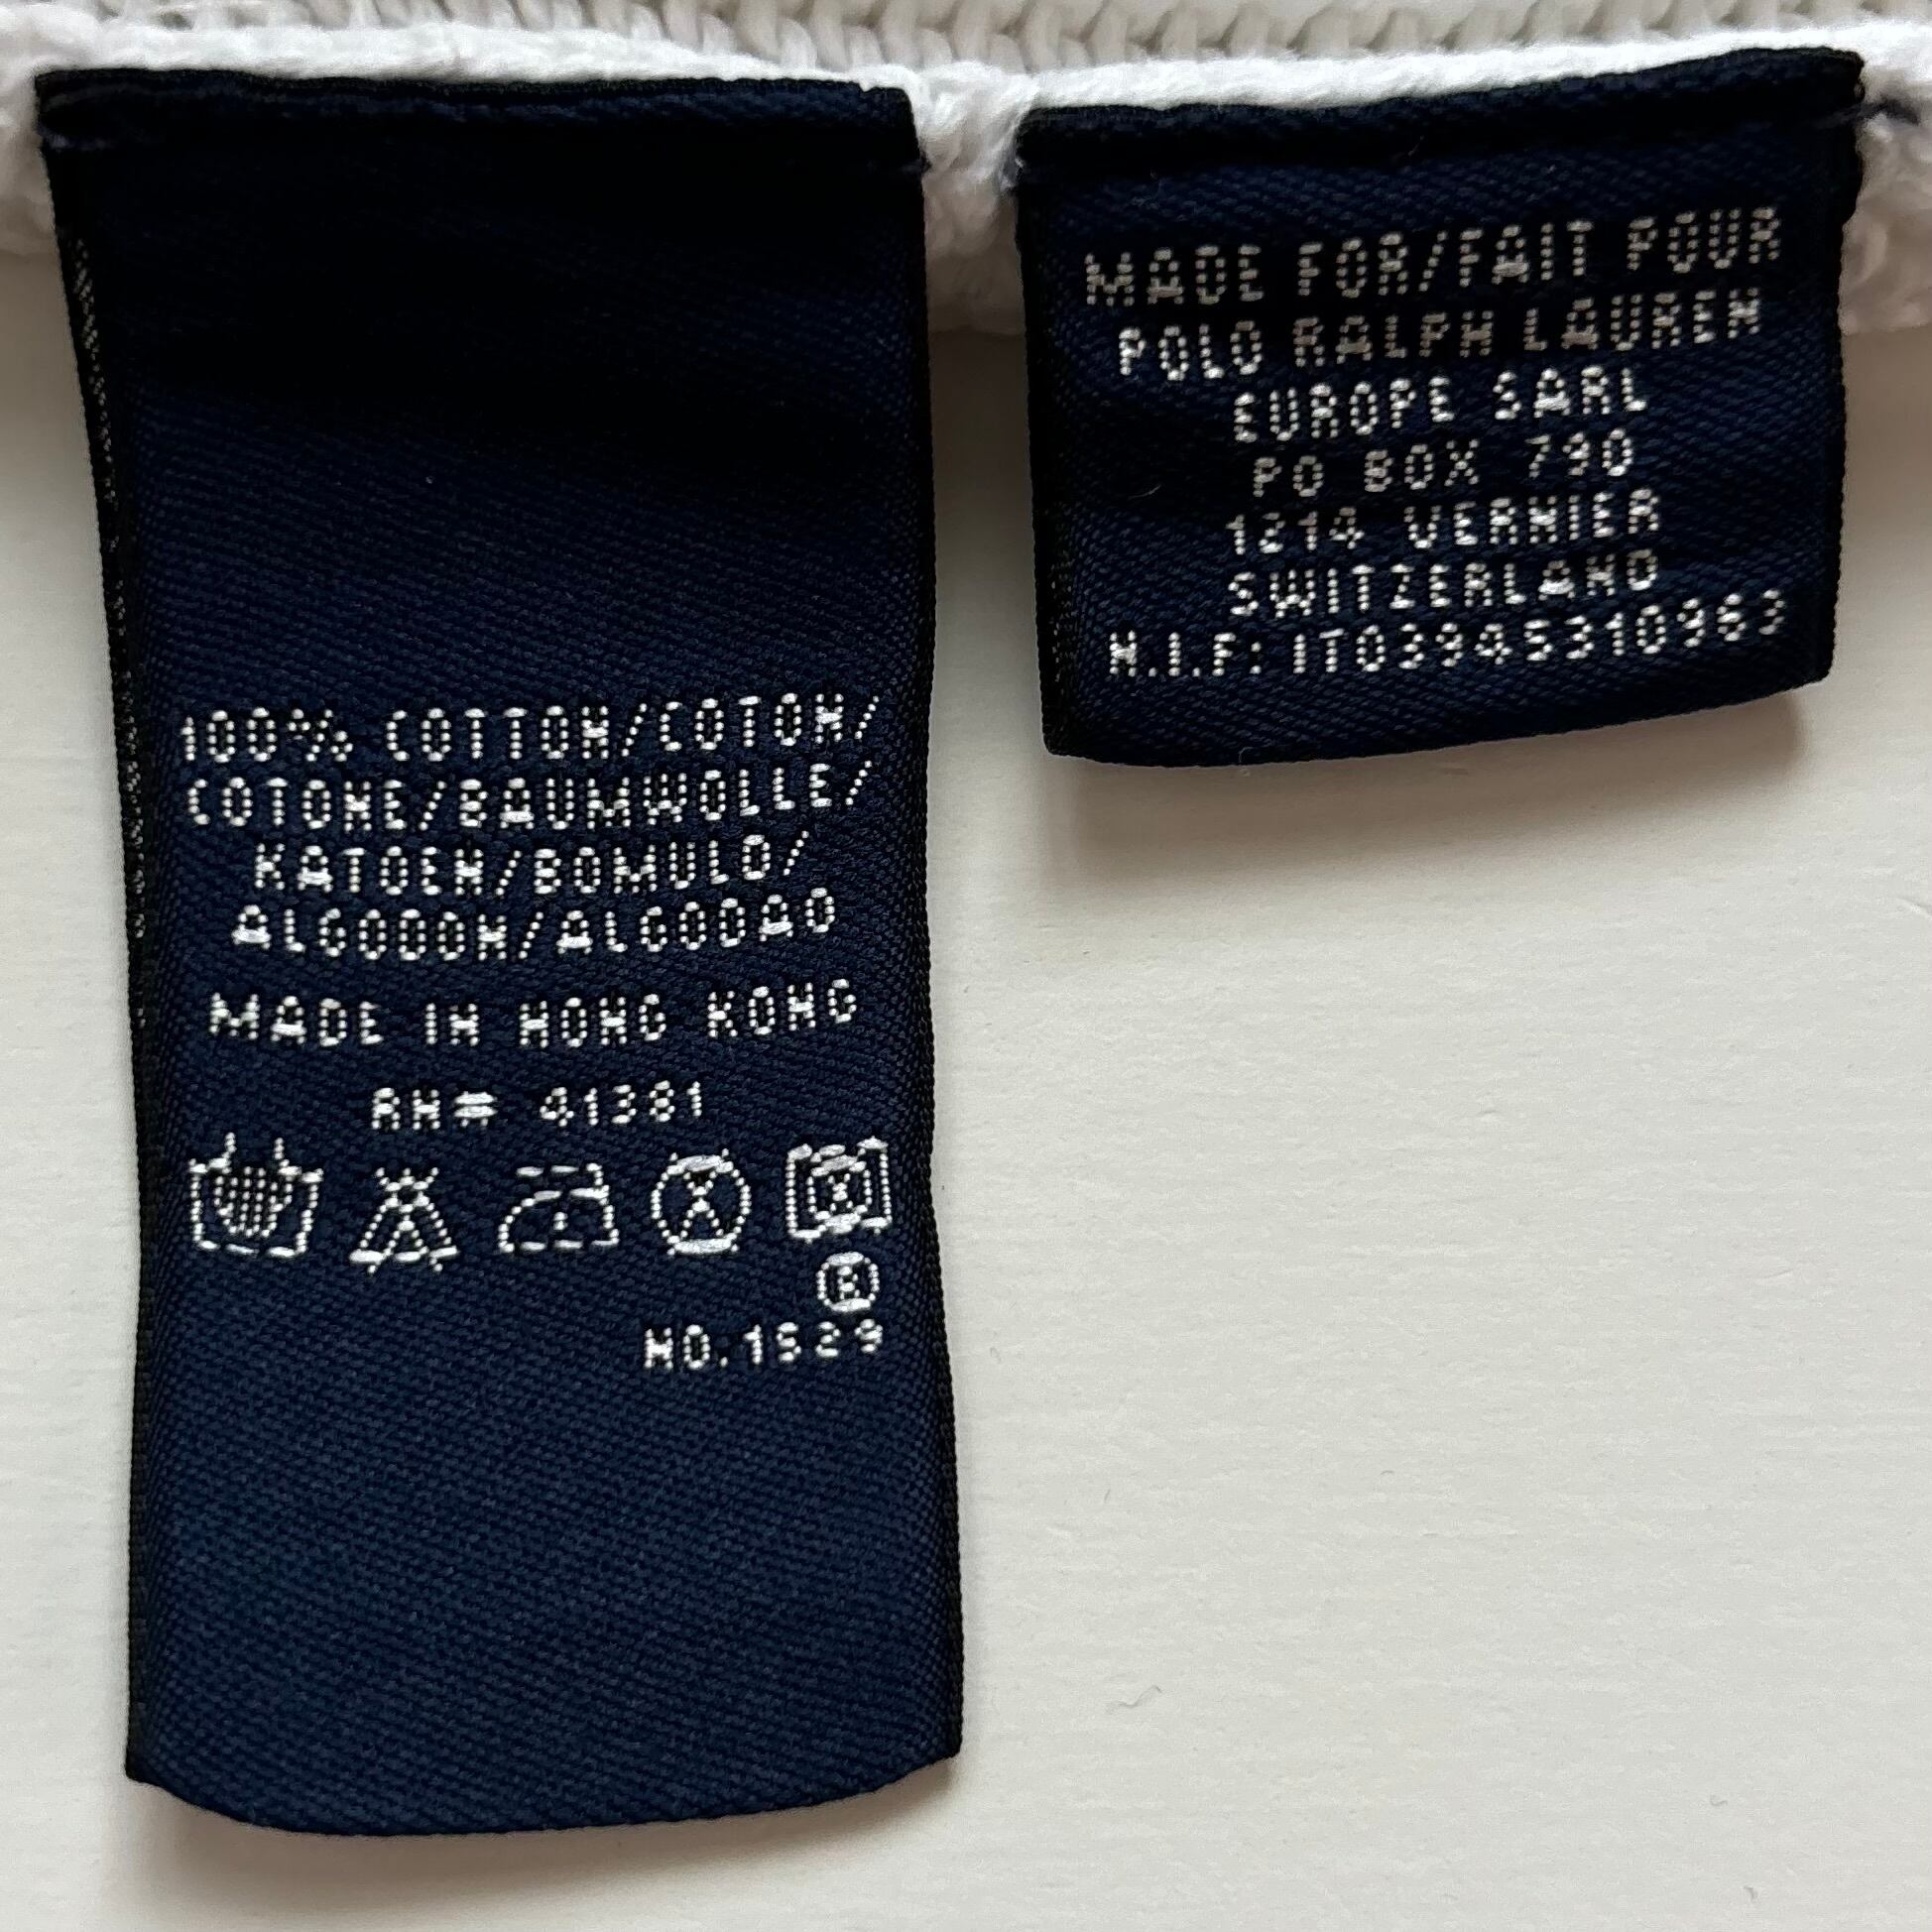 100% COTTON/COTON/
COTONE/BAUMWOLLE/
KATOEN/BOMULD/
ALGODON/ALGODAO
MADE IN HONG KONG
RN# 41381
®
NO.1529
MADE FOR/FAIT POUR
POLO RALPH LAUREN
EUROPE SARL
PO BOX 790
1214 VERNIER
SWITZERLAND
N.I.F: IT03945310963